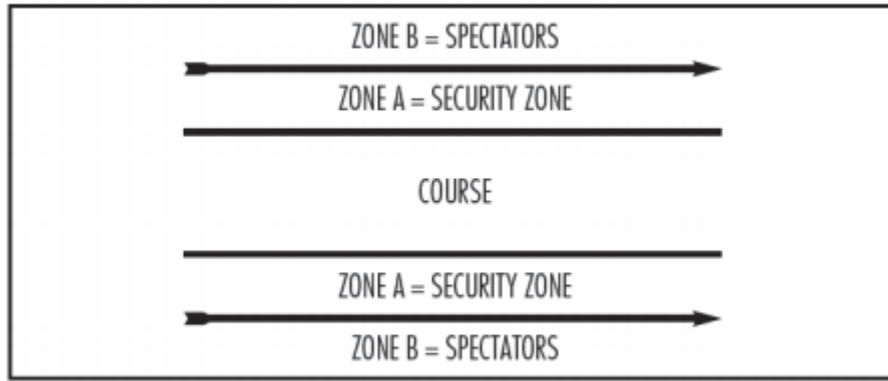 ZONE B = SPECTATORS
ZONE A = SECURITY ZONE
COURSE
ZONE A = SECURITY ZONE
ZONE B = SPECTATORS